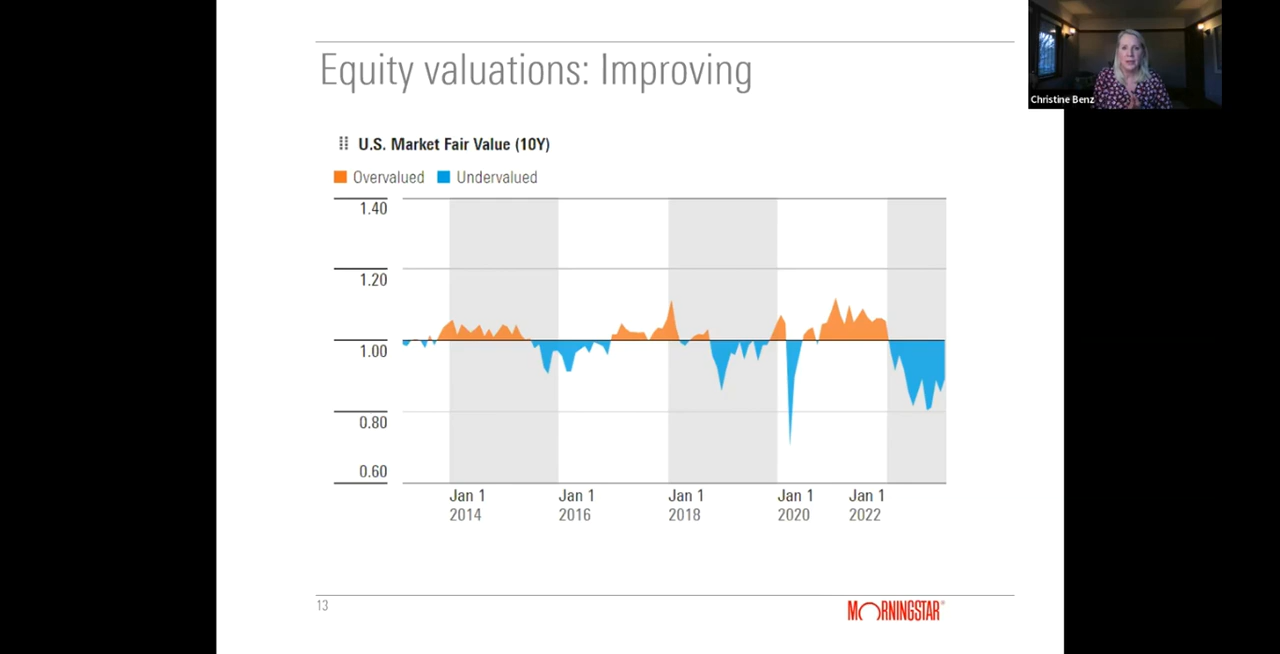 Equity valuations: Improving
Christine Benz
U.S. Market Fair Value (10Y)
Overvalued Undervalued
1.40
1.20
1.00
0.80
0.60
Jan 1 Jan 1 Jan 1 Jan 1 Jan 1
2014 2016 2018 2020 2022
13
MORNINGSTAR®